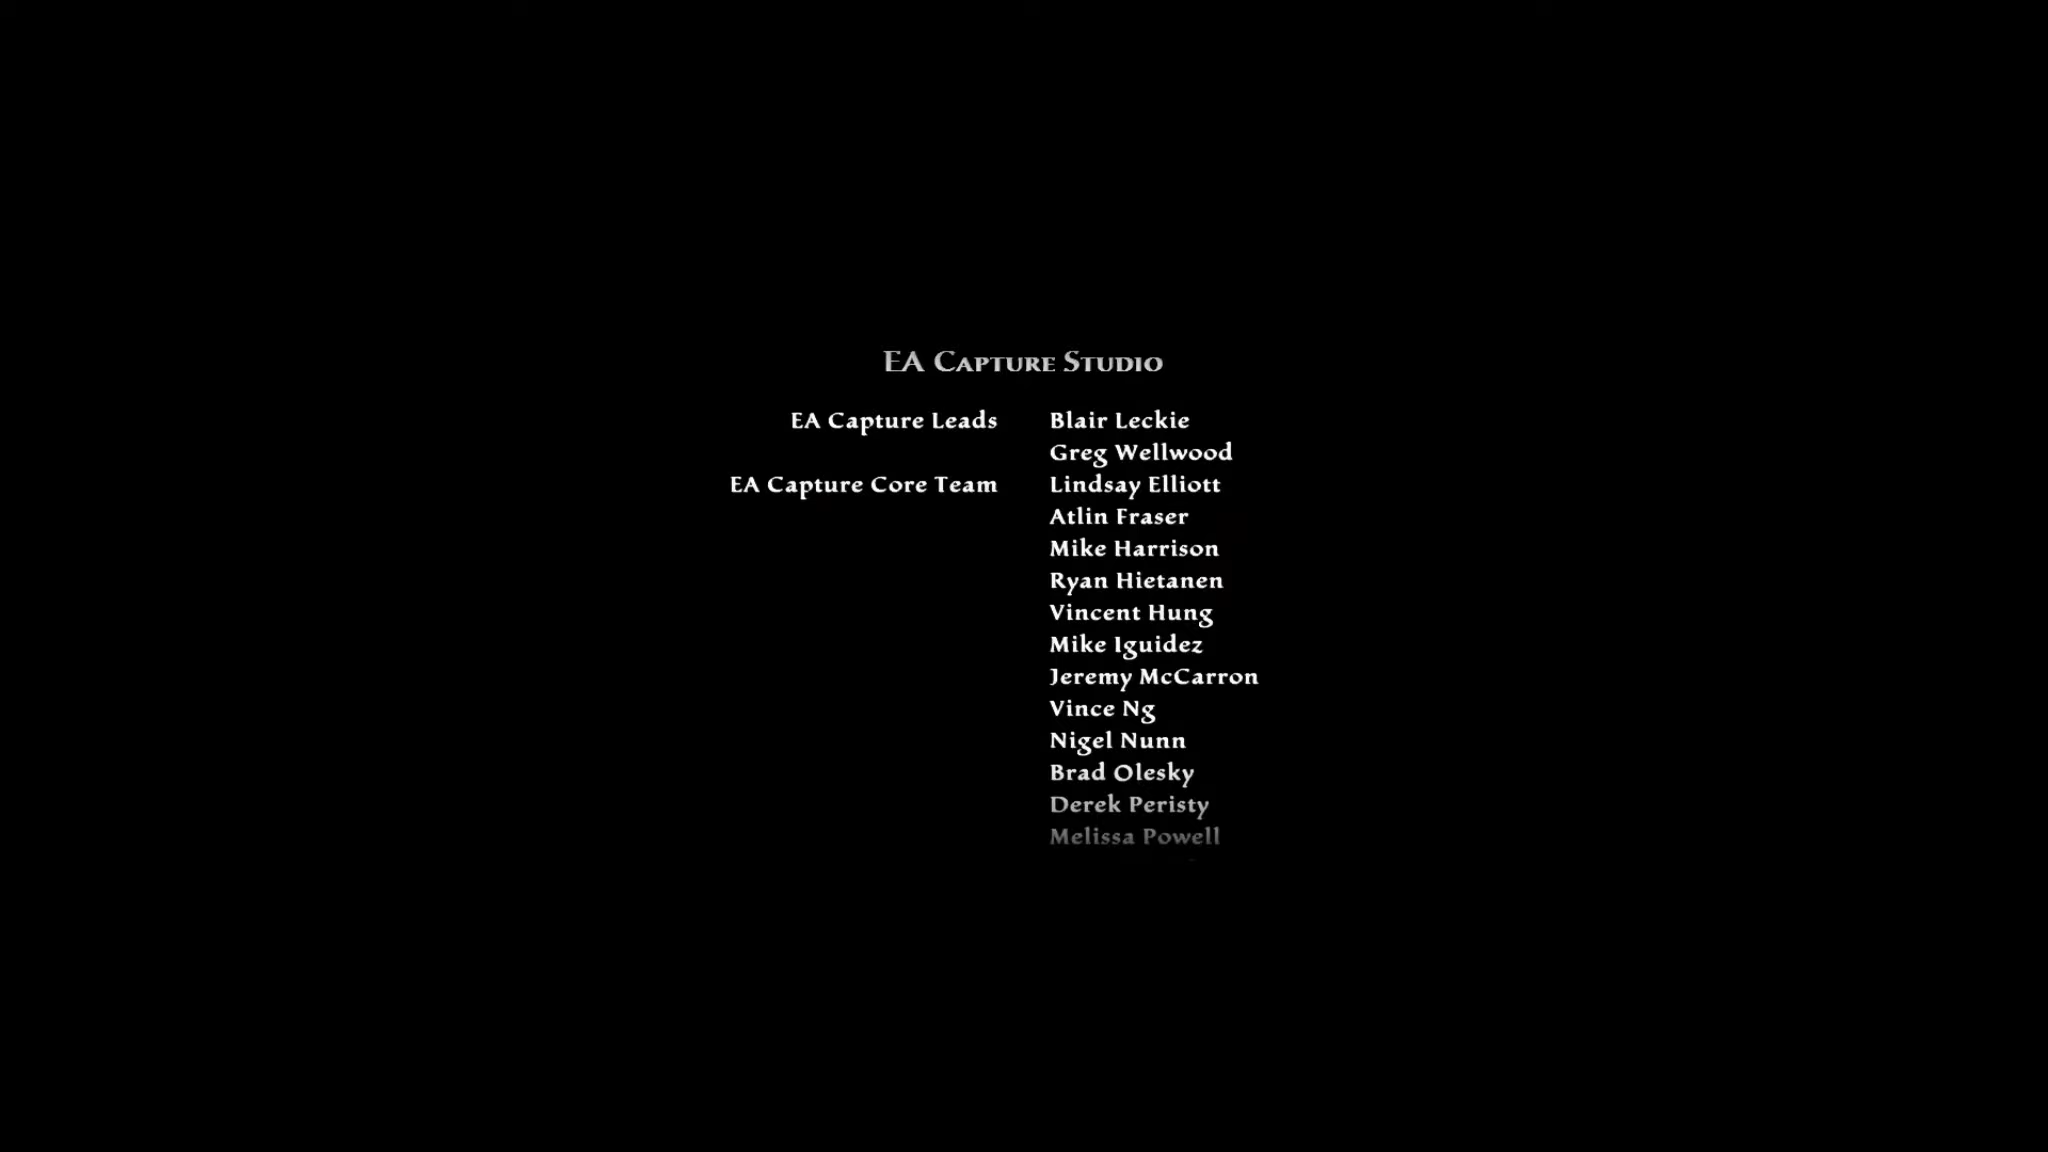 EA Capture Studio
EA Capture Leads Blair Leckie
Greg Wellwood
EA Capture Core Team Lindsay Elliott
Atlin Fraser
Mike Harrison
Ryan Hietanen
Vincent Hung
Mike Iguidez
Jeremy McCarron
Vince Ng
Nigel Nunn
Brad Olesky
Derek Peristy
Melissa Powell